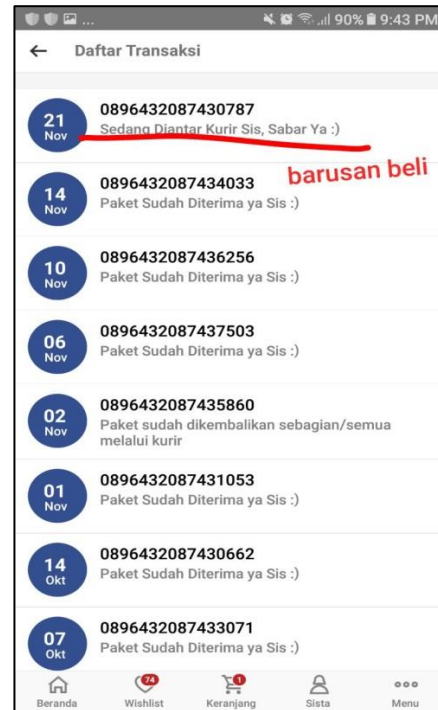 ... 90% 9:43 PM
← Daftar Transaksi
21 Nov
0896432087430787
Sedang Diantar Kurir Sis, Sabar Ya :)
barusan beli
14 Nov
0896432087434033
Paket Sudah Diterima ya Sis :)
10 Nov
0896432087436256
Paket Sudah Diterima ya Sis :)
06 Nov
0896432087437503
Paket Sudah Diterima ya Sis :)
02 Nov
0896432087435860
Paket sudah dikembalikan sebagian/semua
melalui kurir
01 Nov
0896432087431053
Paket Sudah Diterima ya Sis :)
14 Okt
0896432087430662
Paket Sudah Diterima ya Sis :)
07 Okt
0896432087433071
Paket Sudah Diterima ya Sis :)
74 1
Beranda Wishlist Keranjang Sista Menu